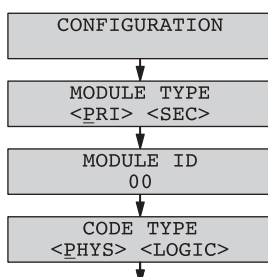 CONFIGURATION
MODULE TYPE
<PRI> <SEC>
MODULE ID
00
CODE TYPE
<PHYS> <LOGIC>